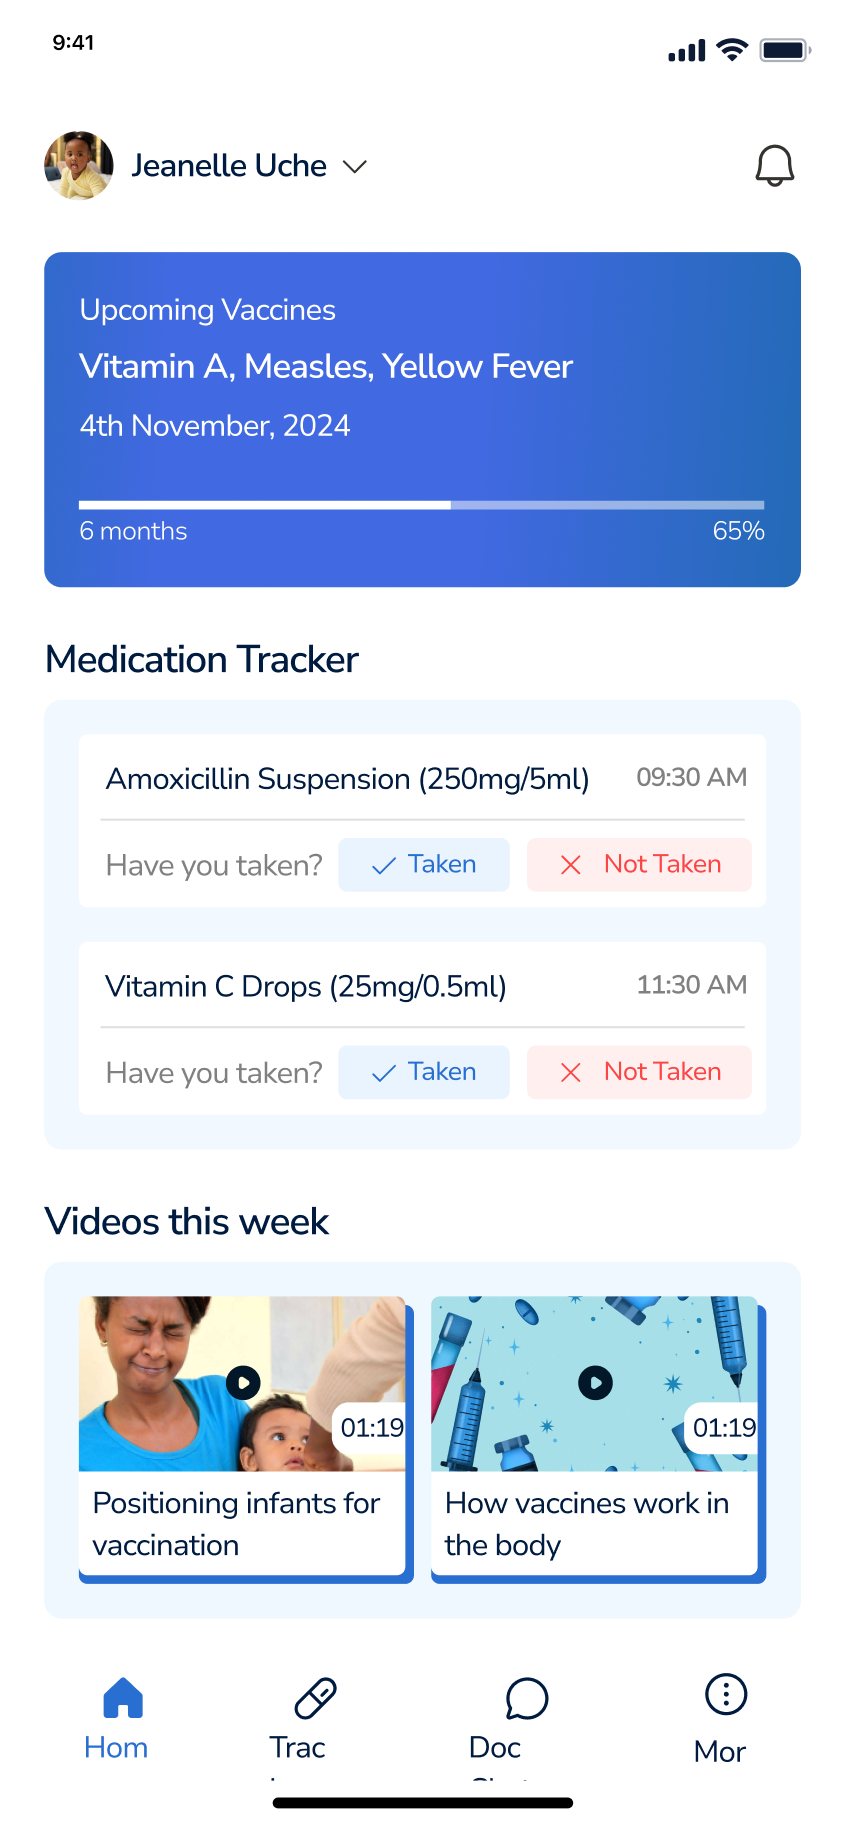 9:41
Jeanelle Uche
Upcoming Vaccines
Vitamin A, Measles, Yellow Fever
4th November, 2024
6 months 65%
Medication Tracker
Amoxicillin Suspension (250mg/5ml) 09:30 AM
Have you taken? Taken Not Taken
Vitamin C Drops (25mg/0.5ml) 11:30 AM
Have you taken? Taken Not Taken
Videos this week
01:19 01:19
Positioning infants for
vaccination
How vaccines work in
the body
Hom Trac Doc Mor